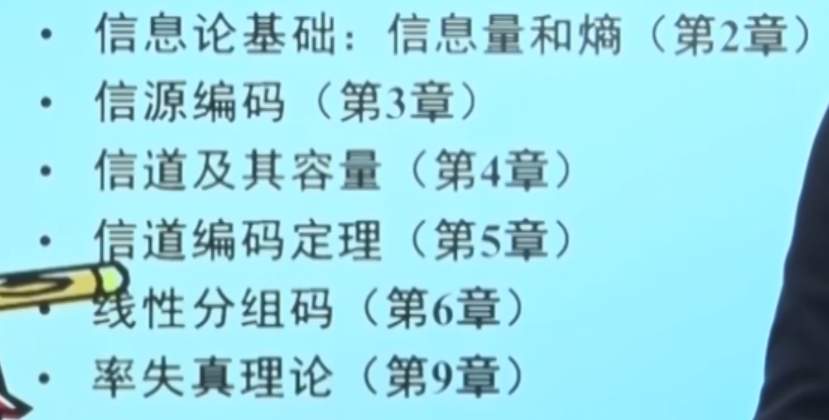 • 信息论基础：信息量和熵（第2章）
• 信源编码（第3章）
• 信道及其容量（第4章）
• 信道编码定理（第5章）
• 线性分组码（第6章）
• 率失真理论（第9章）